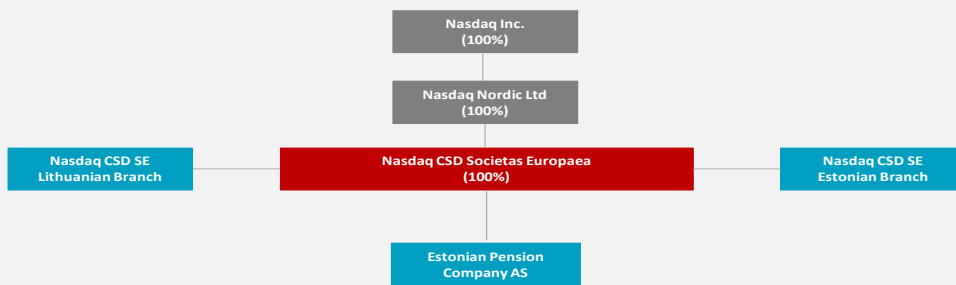 Nasdaq Inc.
(100%)
Nasdaq Nordic Ltd
(100%)
Nasdaq CSD SE
Lithuanian Branch
Nasdaq CSD Societas Europaea
(100%)
Nasdaq CSD SE
Estonian Branch
Estonian Pension
Company AS